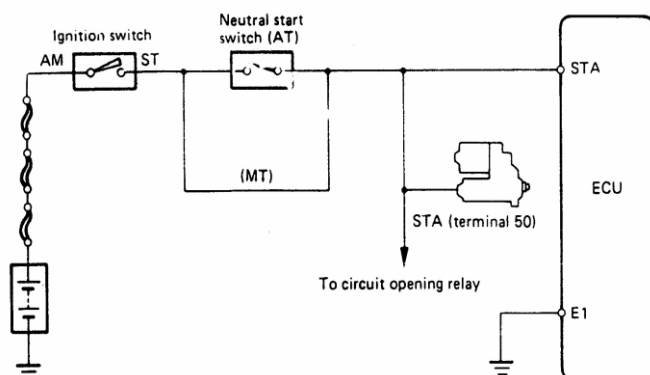 Neutral start
switch (AT)
Ignition switch
AM
ST
STA
(MT)
ECU
STA (terminal 50)
To circuit opening relay
E1